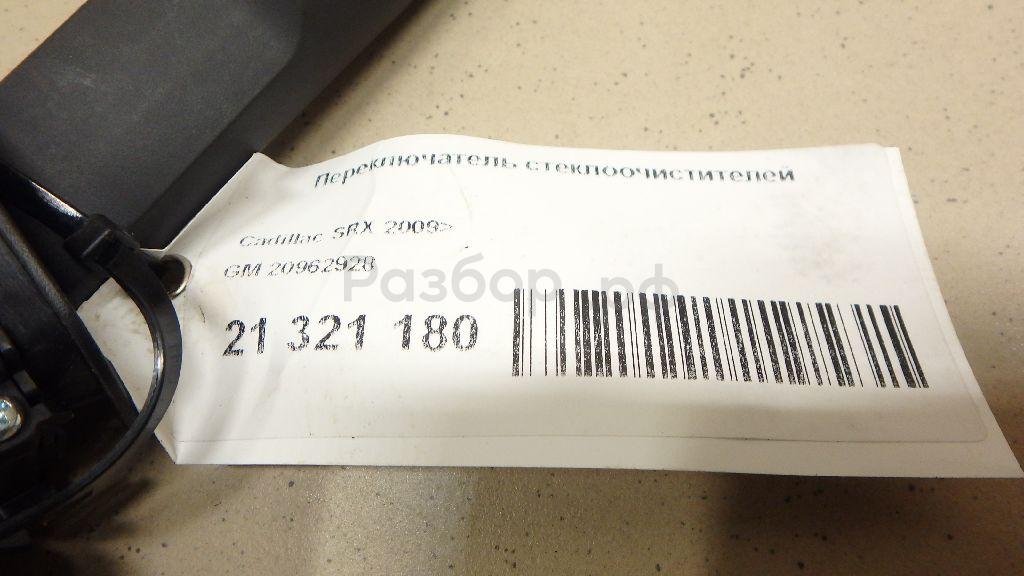 Переключатель стеклоочистителей
Cadillac SRX 2009>
GM 20962928
Разбор.рф
21 321 180